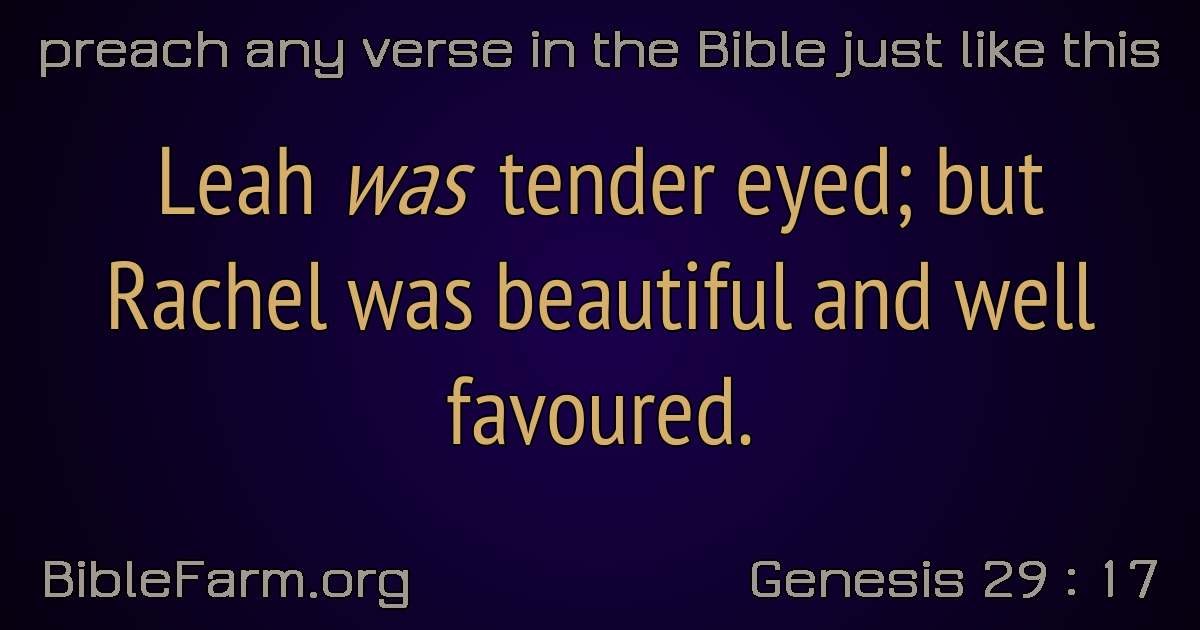 preach any verse in the Bible just like this
Leah was tender eyed; but
Rachel was beautiful and well
favoured.
BibleFarm.org
Genesis 29 : 17